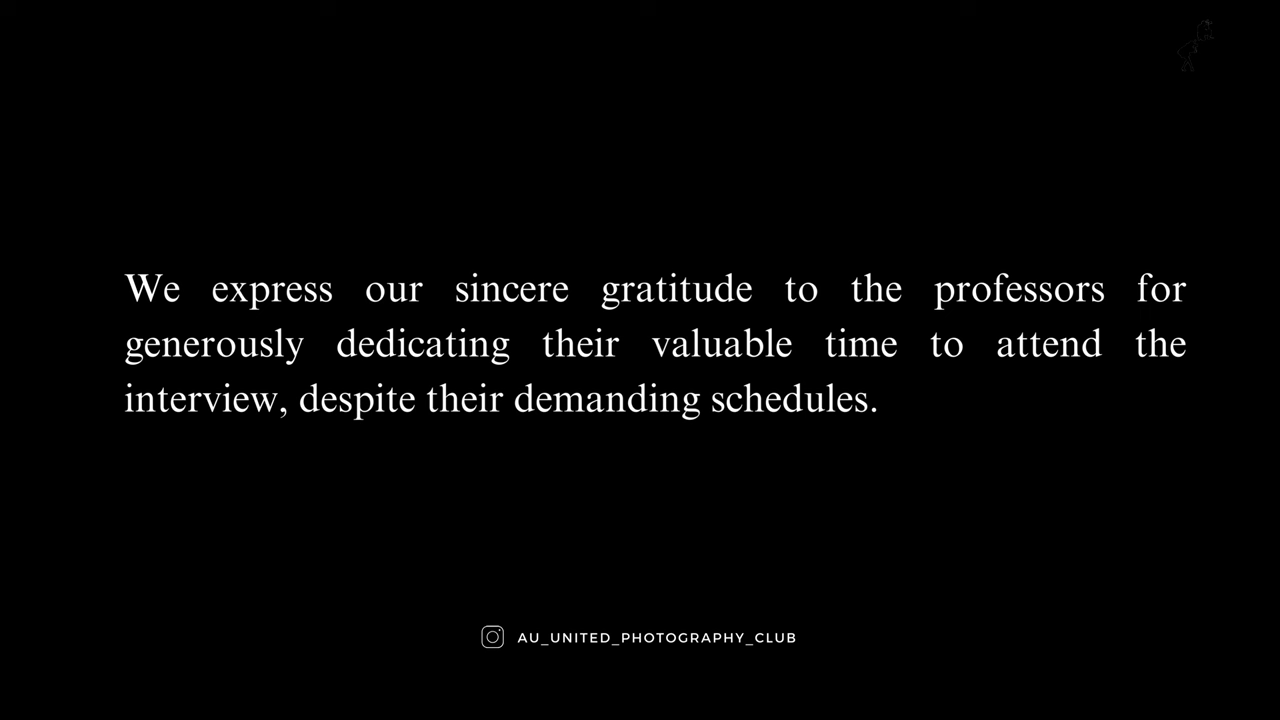 We express our sincere gratitude to the professors for
generously dedicating their valuable time to attend the
interview, despite their demanding schedules.
AU_UNITED_PHOTOGRAPHY_CLUB